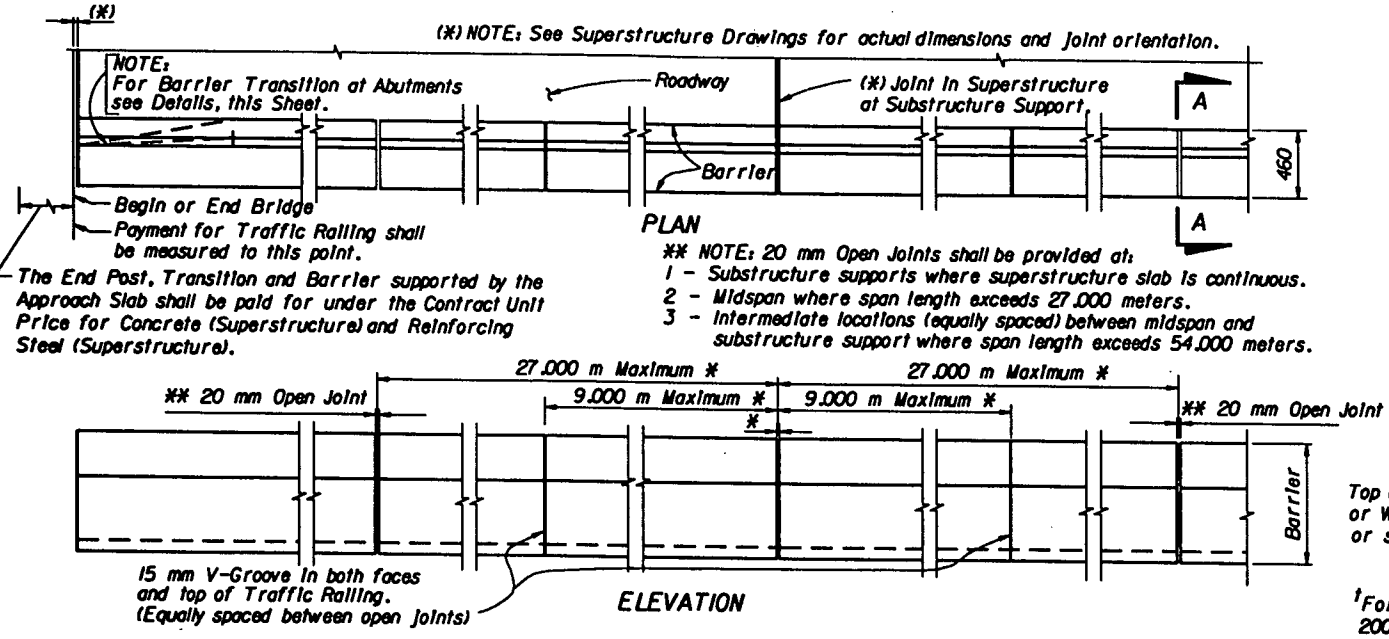 (*)
(*) NOTE: See Superstructure Drawings for actual dimensions and joint orientation.
NOTE:
For Barrier Transition at Abutments
see Details, this Sheet.
Roadway
(*) Joint in Superstructure
at Substructure Support.
A
Barrier
460
A
Begin or End Bridge
Payment for Traffic Railing shall
be measured to this point.
PLAN
The End Post, Transition and Barrier supported by the
Approach Slab shall be paid for under the Contract Unit
Price for Concrete (Superstructure) and Reinforcing
Steel (Superstructure).
** NOTE: 20 mm Open Joints shall be provided at:
1 - Substructure supports where superstructure slab is continuous.
2 - Midspan where span length exceeds 27.000 meters.
3 - Intermediate locations (equally spaced) between midspan and
substructure support where span length exceeds 54.000 meters.
27.000 m Maximum *
27.000 m Maximum *
** 20 mm Open Joint
9.000 m Maximum *
9.000 m Maximum *
** 20 mm Open Joint
*
Barrier
Top
or
or
15 mm V-Groove in both faces
and top of Traffic Railing.
(Equally spaced between open joints)
ELEVATION
200